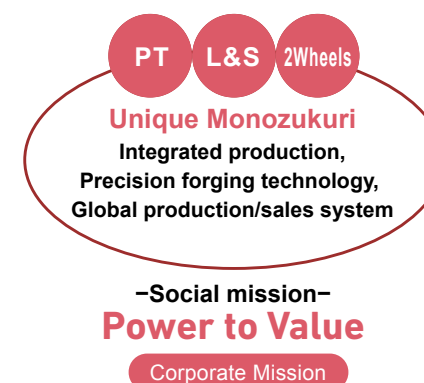 PT L&S 2Wheels
Unique Monozukuri
Integrated production,
Precision forging technology,
Global production/sales system
−Social mission−
Power to Value
Corporate Mission